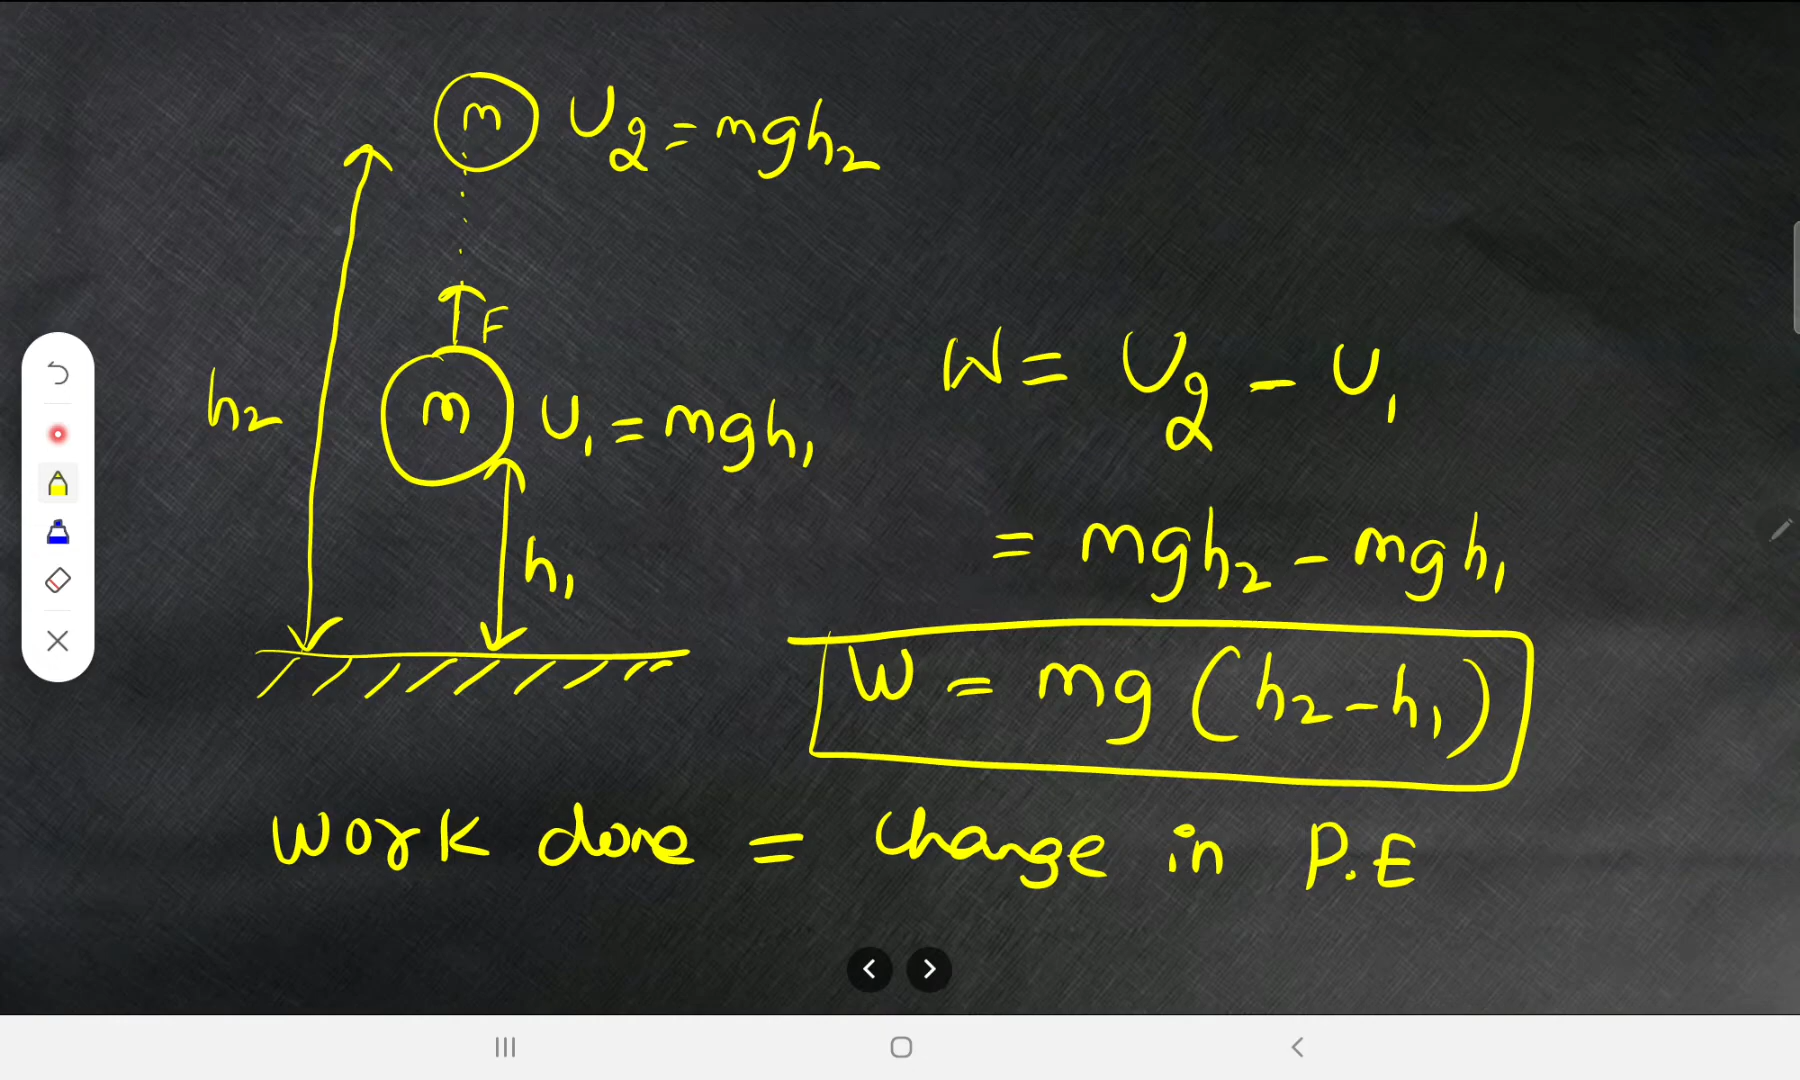 m U₂ = mgh₂
F
h₂ m U₁ = mgh₁
h₁
W = U₂ - U₁
= mgh₂ - mgh₁
W = mg (h₂ - h₁)
Work done = Change in P.E